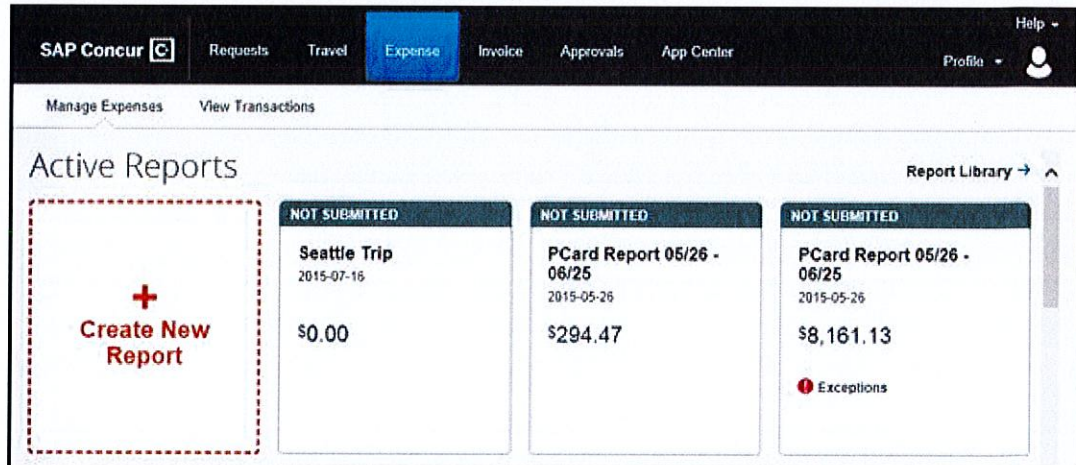 Help
SAP Concur C Requests Travel Expense Invoice Approvals App Center
Profile
Manage Expenses View Transactions
Active Reports
Report Library →
+
Create New
Report
NOT SUBMITTED
Seattle Trip
2015-07-16
$0.00
NOT SUBMITTED
PCard Report 05/26 -
06/25
2015-05-26
$294.47
NOT SUBMITTED
PCard Report 05/26 -
06/25
2015-05-26
$8,161.13
! Exceptions